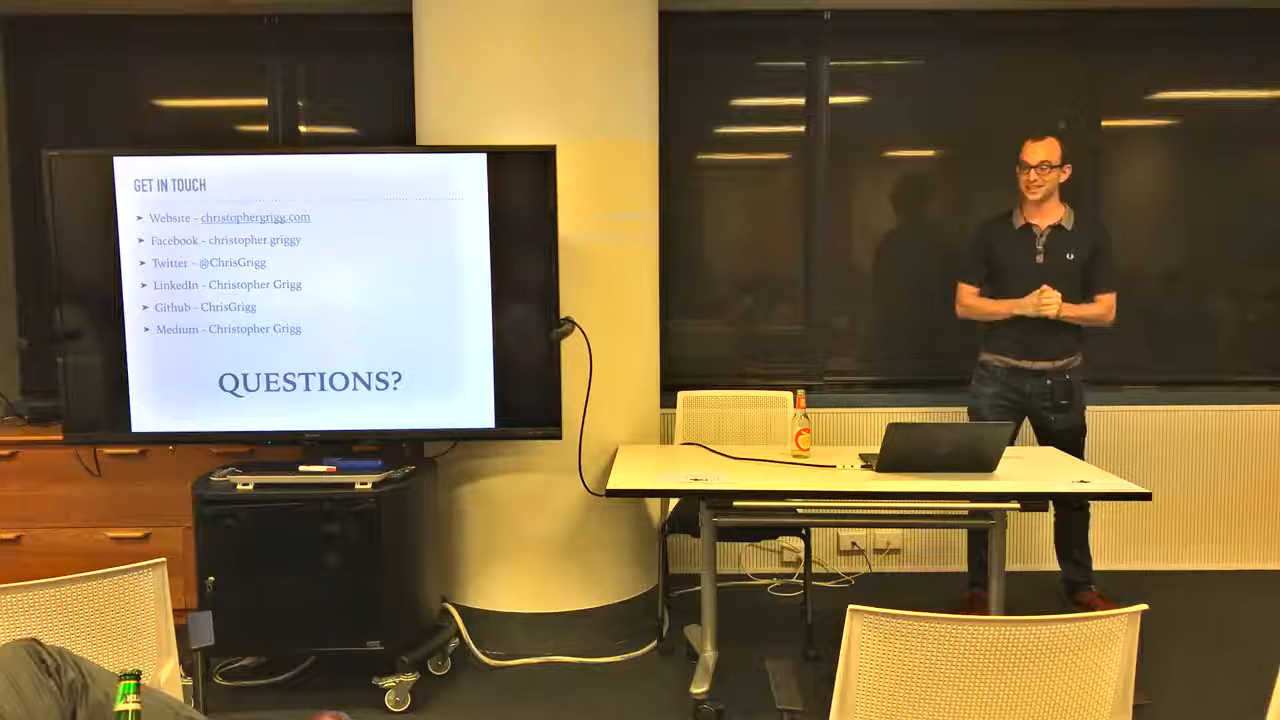 GET IN TOUCH
➤ Website - christophergrigg.com
➤ Facebook - christopher.griggy
➤ Twitter - @ChrisGrigg
➤ LinkedIn - Christopher Grigg
➤ Github - ChrisGrigg
➤ Medium - Christopher Grigg
QUESTIONS?